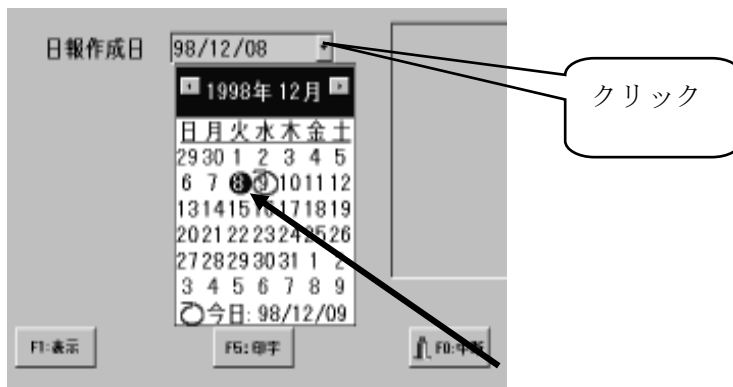 日報作成日 98/12/08
クリック
1998年 12月
日 月 火 水 木 金 土
29 30 1 2 3 4 5
6 7 8 9 10 11 12
13 14 15 16 17 18 19
20 21 22 23 24 25 26
27 28 29 30 31 1 2
3 4 5 6 7 8 9
今日: 98/12/09
F1:表示 F5:印字 F0:中断